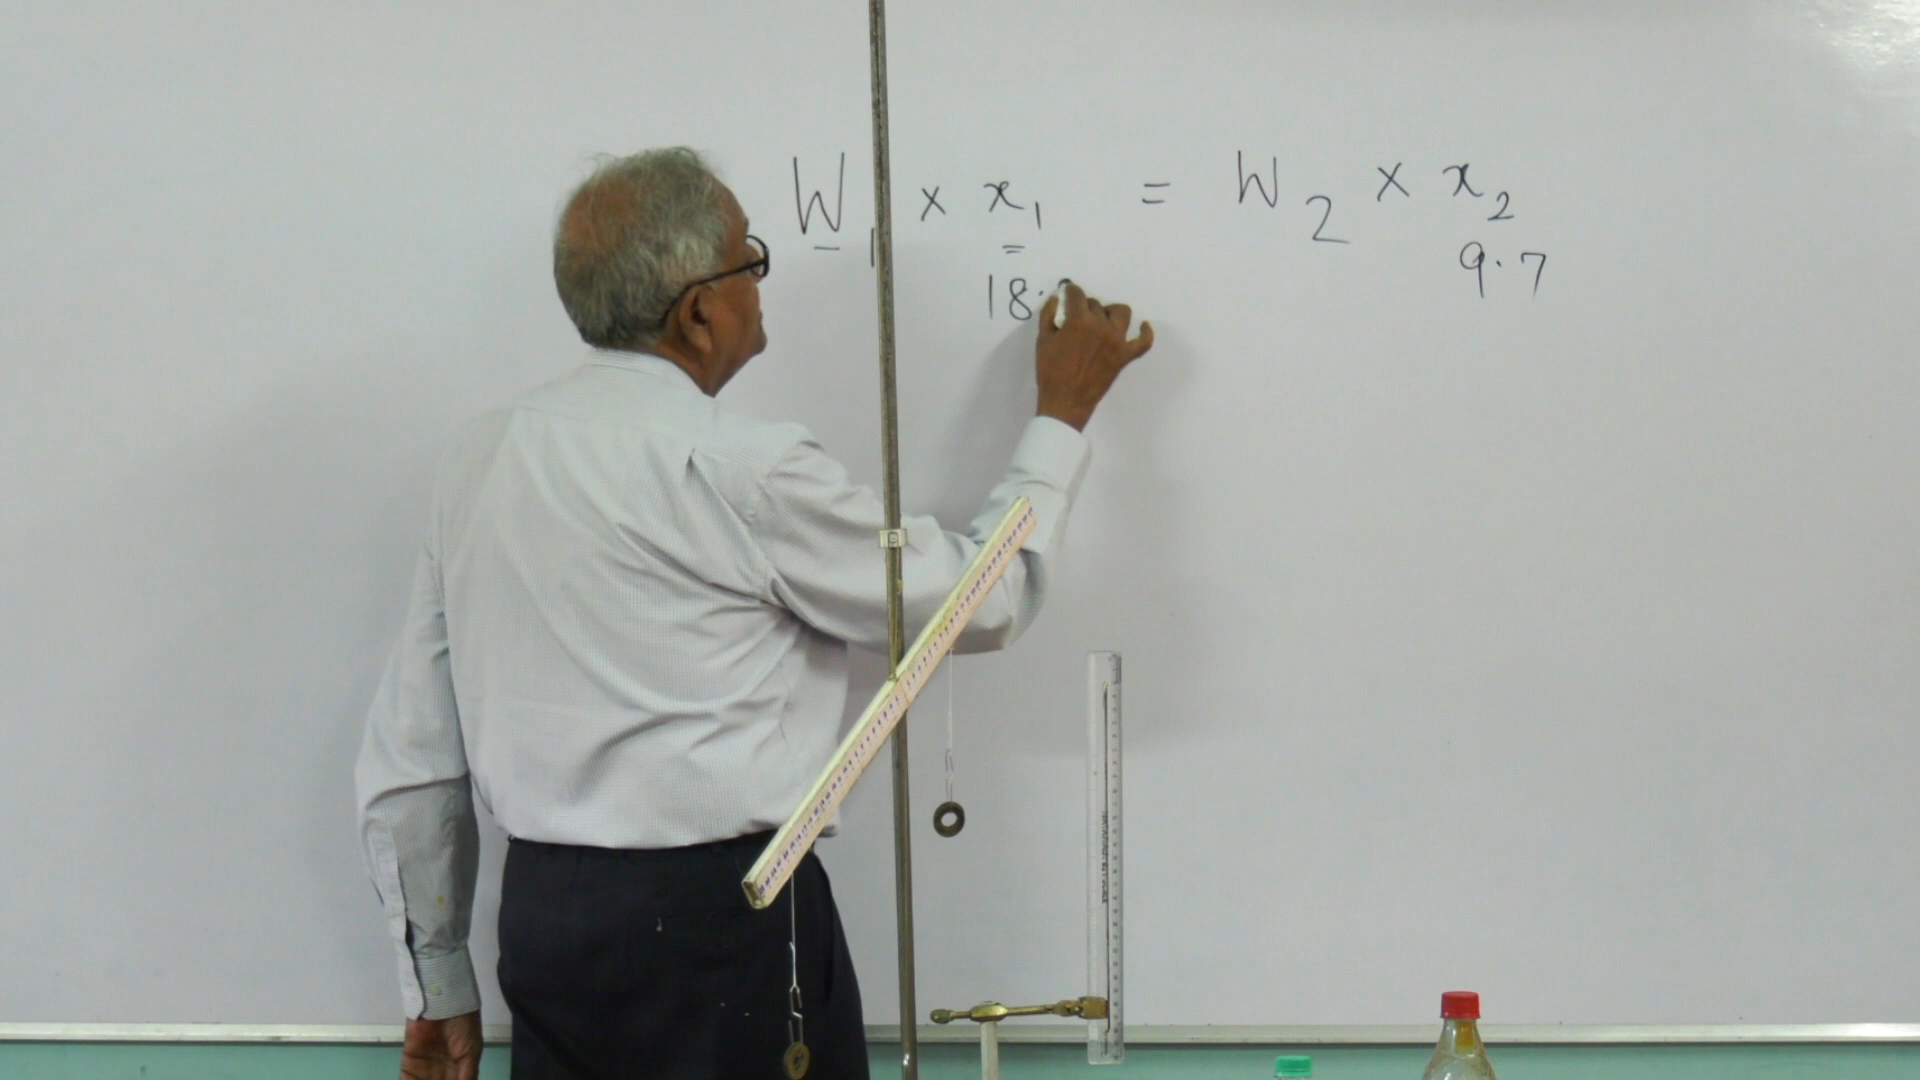 W₁ × x₁ = W₂ × x₂
18. 9.7